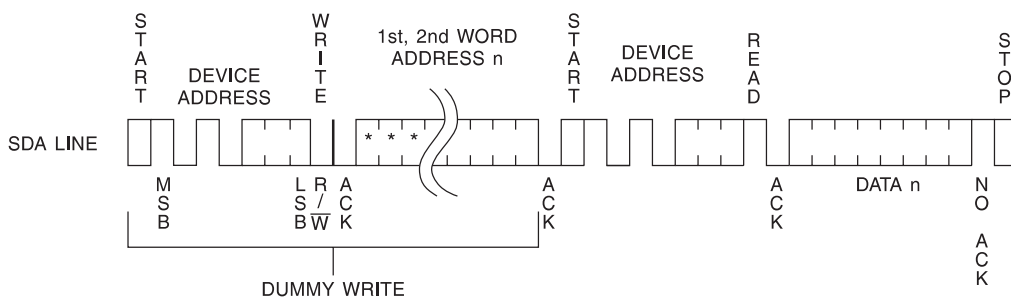 START
DEVICE
ADDRESS
WRITE
1st, 2nd WORD
ADDRESS n
START
DEVICE
ADDRESS
READ
STOP
SDA LINE
* * *
MSB
LSB
R/W
ACK
ACK
ACK
DATA n
NO ACK
DUMMY WRITE